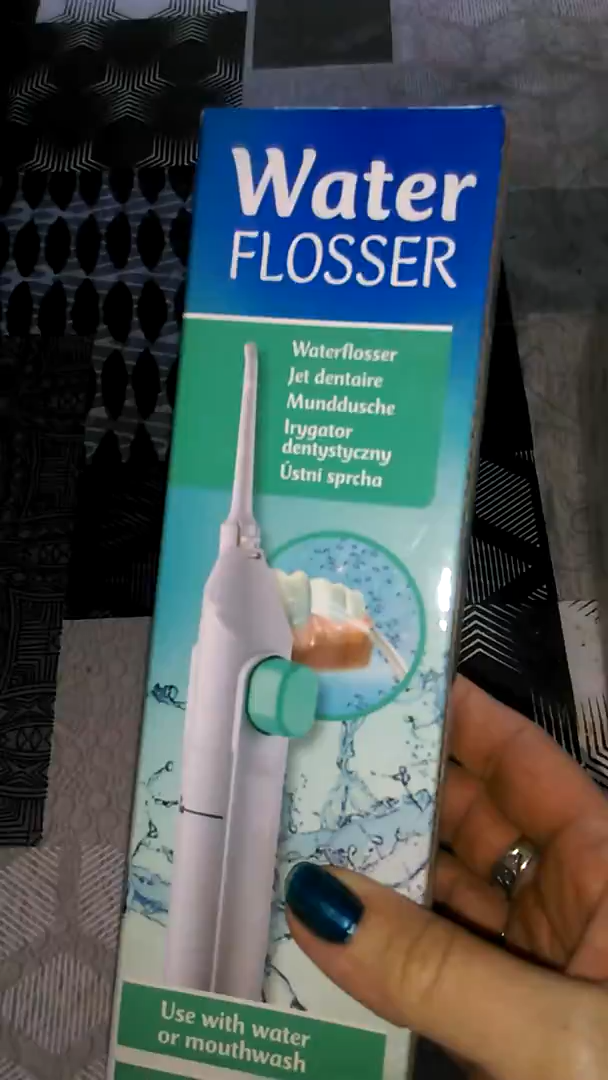 Water
FLOSSER
Waterflosser
Jet dentaire
Munddusche
Irygator
dentystyczny
Ústní sprcha
Use with water
or mouthwash